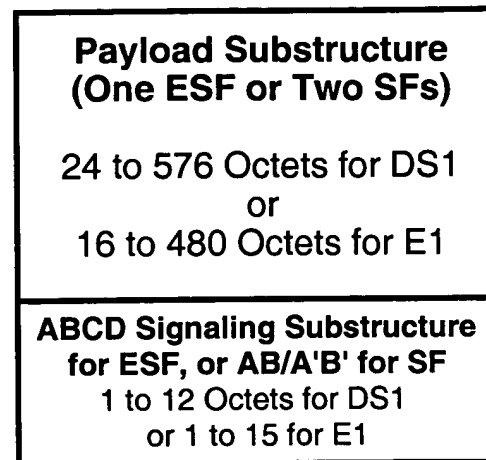 Payload Substructure
(One ESF or Two SFs)
24 to 576 Octets for DS1
or
16 to 480 Octets for E1
ABCD Signaling Substructure
for ESF, or AB/A'B' for SF
1 to 12 Octets for DS1
or 1 to 15 for E1